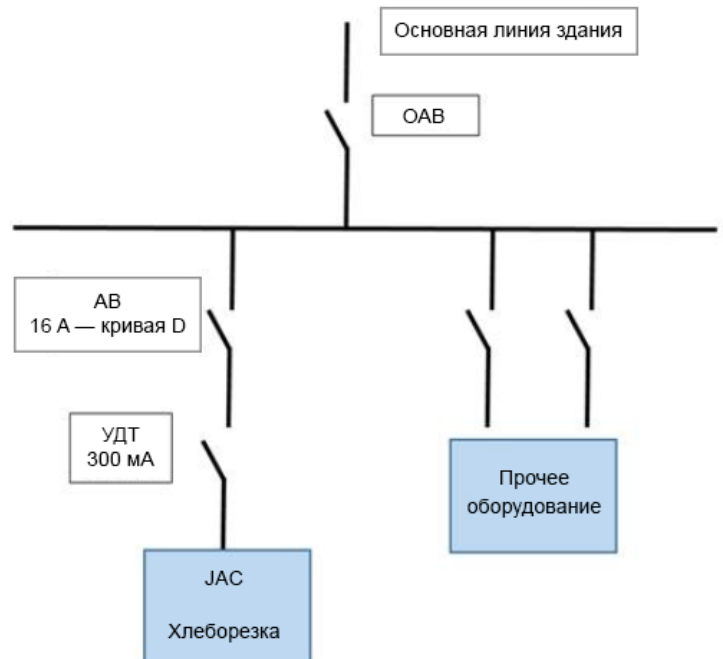 Основная линия здания
ОАВ
АВ
16 А — кривая D
УДТ
300 мА
Прочее
оборудование
JAC
Хлеборезка